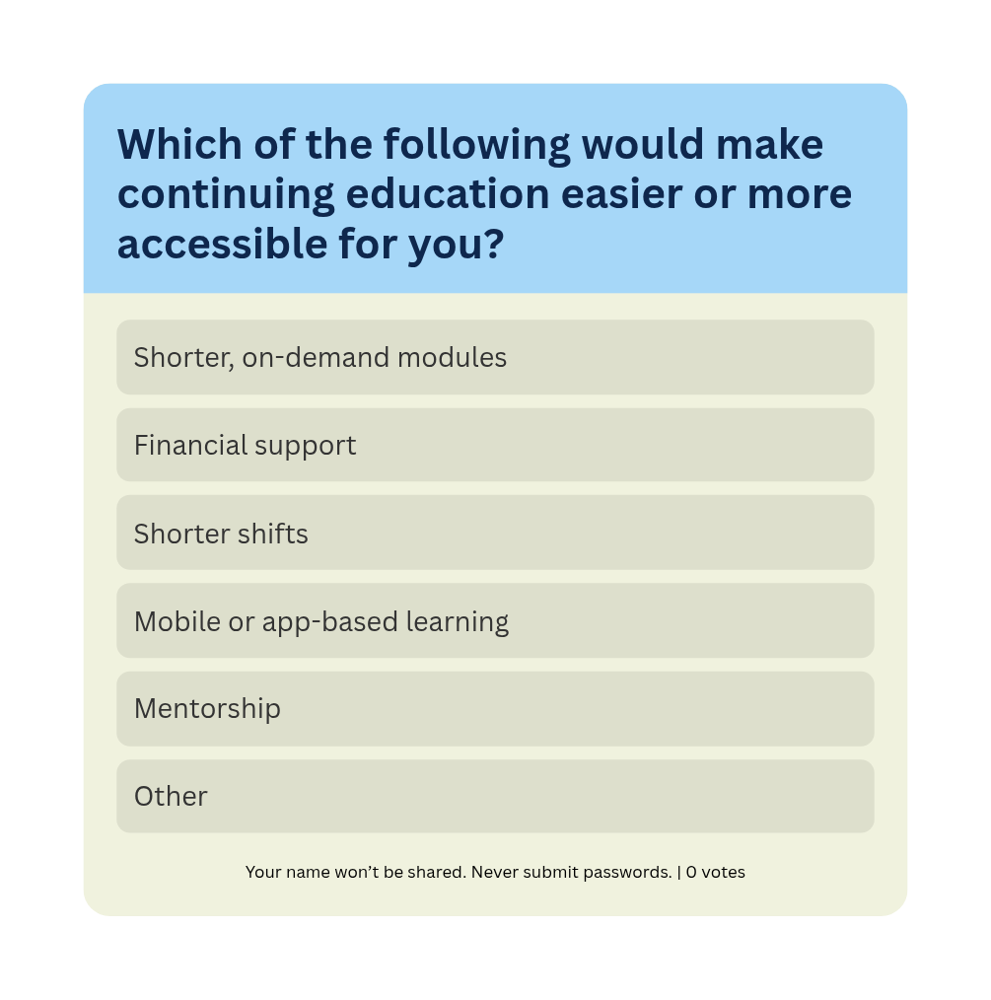 Which of the following would make
continuing education easier or more
accessible for you?
Shorter, on-demand modules
Financial support
Shorter shifts
Mobile or app-based learning
Mentorship
Other
Your name won’t be shared. Never submit passwords. | 0 votes